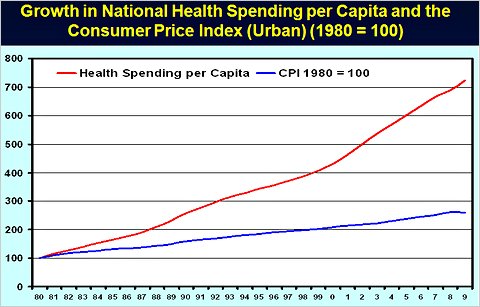 Growth in National Health Spending per Capita and the
Consumer Price Index (Urban) (1980 = 100)
800
Health Spending per Capita CPI 1980 = 100
700
600
500
400
300
200
100
0
80 81 82 83 84 85 86 87 88 89 90 91 92 93 94 95 96 97 98 99 0 1 2 3 4 5 6 7 8 9